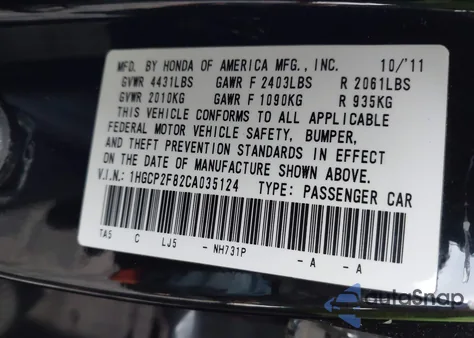 MFD. BY HONDA OF AMERICA MFG., INC. 10/'11
GVWR 4431LBS GAWR F 2403LBS R 2061LBS
GVWR 2010KG GAWR F 1090KG R 935KG
THIS VEHICLE CONFORMS TO ALL APPLICABLE
FEDERAL MOTOR VEHICLE SAFETY, BUMPER,
AND THEFT PREVENTION STANDARDS IN EFFECT
ON THE DATE OF MANUFACTURE SHOWN ABOVE.
V.I.N.: 1HGCP2F82CA035124 TYPE: PASSENGER CAR
TA5 C LJ5 - NH731P -A -A
AutoSnap